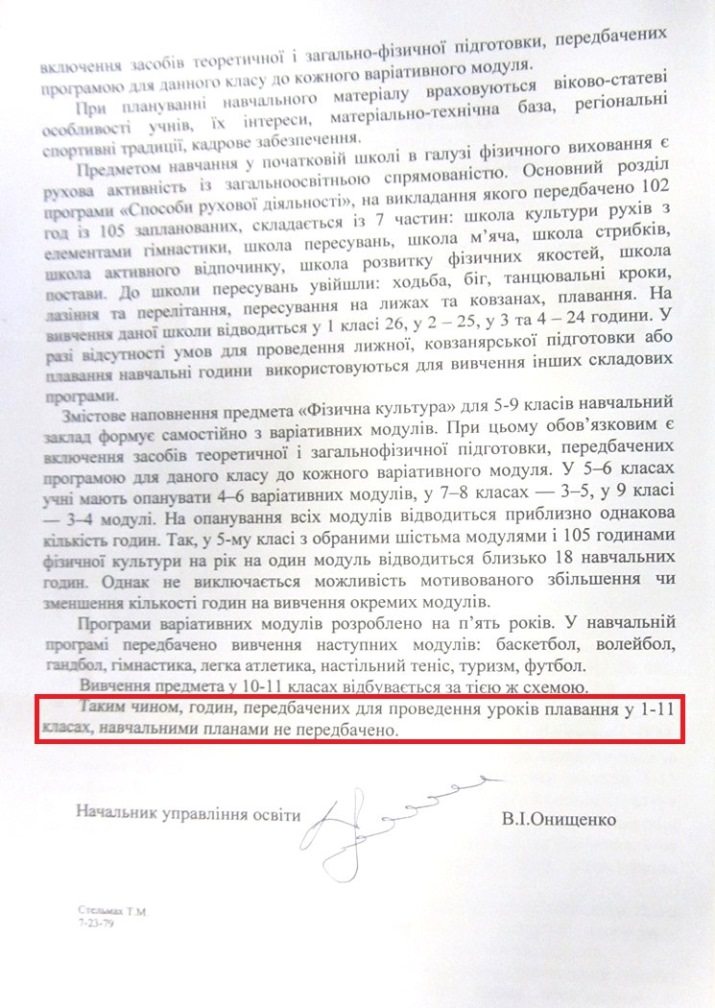 включення засобів теоретичної і загально-фізичної підготовки, передбачених
програмою для данного класу до кожного варіативного модуля.
При плануванні навчального матеріалу враховуються віково-статеві
особливості учнів, їх інтереси, матеріально-технічна база, регіональні
спортивні традиції, кадрове забезпечення.
Предметом навчання у початковій школі в галузі фізичного виховання є
рухова активність із загальноосвітньою спрямованістю. Основний розділ
програми «Способи рухової діяльності», на викладання якого передбачено 102
год із 105 запланованих, складається із 7 частин: школа культури рухів з
елементами гімнастики, школа пересувань, школа м’яча, школа стрибків,
школа активного відпочинку, школа розвитку фізичних якостей, школа
постави. До школи пересувань увійшли: ходьба, біг, танцювальні кроки,
лазіння та перелітання, пересування на лижах та ковзанах, плавання. На
вивчення даної школи відводиться у 1 класі 26, у 2 – 25, у 3 та 4 – 24 години. У
разі відсутності умов для проведення лижної, ковзанярської підготовки або
плавання навчальні години використовуються для вивчення інших складових
програми.
Змістове наповнення предмета «Фізична культура» для 5-9 класів навчальний
заклад формує самостійно з варіативних модулів. При цьому обов’язковим є
включення засобів теоретичної і загальнофізичної підготовки, передбачених
програмою для даного класу до кожного варіативного модуля. У 5–6 класах
учні мають опанувати 4–6 варіативних модулів, у 7–8 класах — 3–5, у 9 класі
— 3–4 модулі. На опанування всіх модулів відводиться приблизно однакова
кількість годин. Так, у 5-му класі з обраними шістьма модулями і 105 годинами
фізичної культури на рік на один модуль відводиться близько 18 навчальних
годин. Однак не виключається можливість мотивованого збільшення чи
зменшення кількості годин на вивчення окремих модулів.
Програми варіативних модулів розроблено на п’ять років. У навчальній
програмі передбачено вивчення наступних модулів: баскетбол, волейбол,
гандбол, гімнастика, легка атлетика, настільний теніс, туризм, футбол.
Вивчення предмета у 10-11 класах відбувається за тією ж схемою.
Таким чином, годин, передбачених для проведення уроків плавання у 1-11
класах, навчальними планами не передбачено.
Начальник управління освіти В.І.Онищенко
Стельмах Т.М
7-23-79